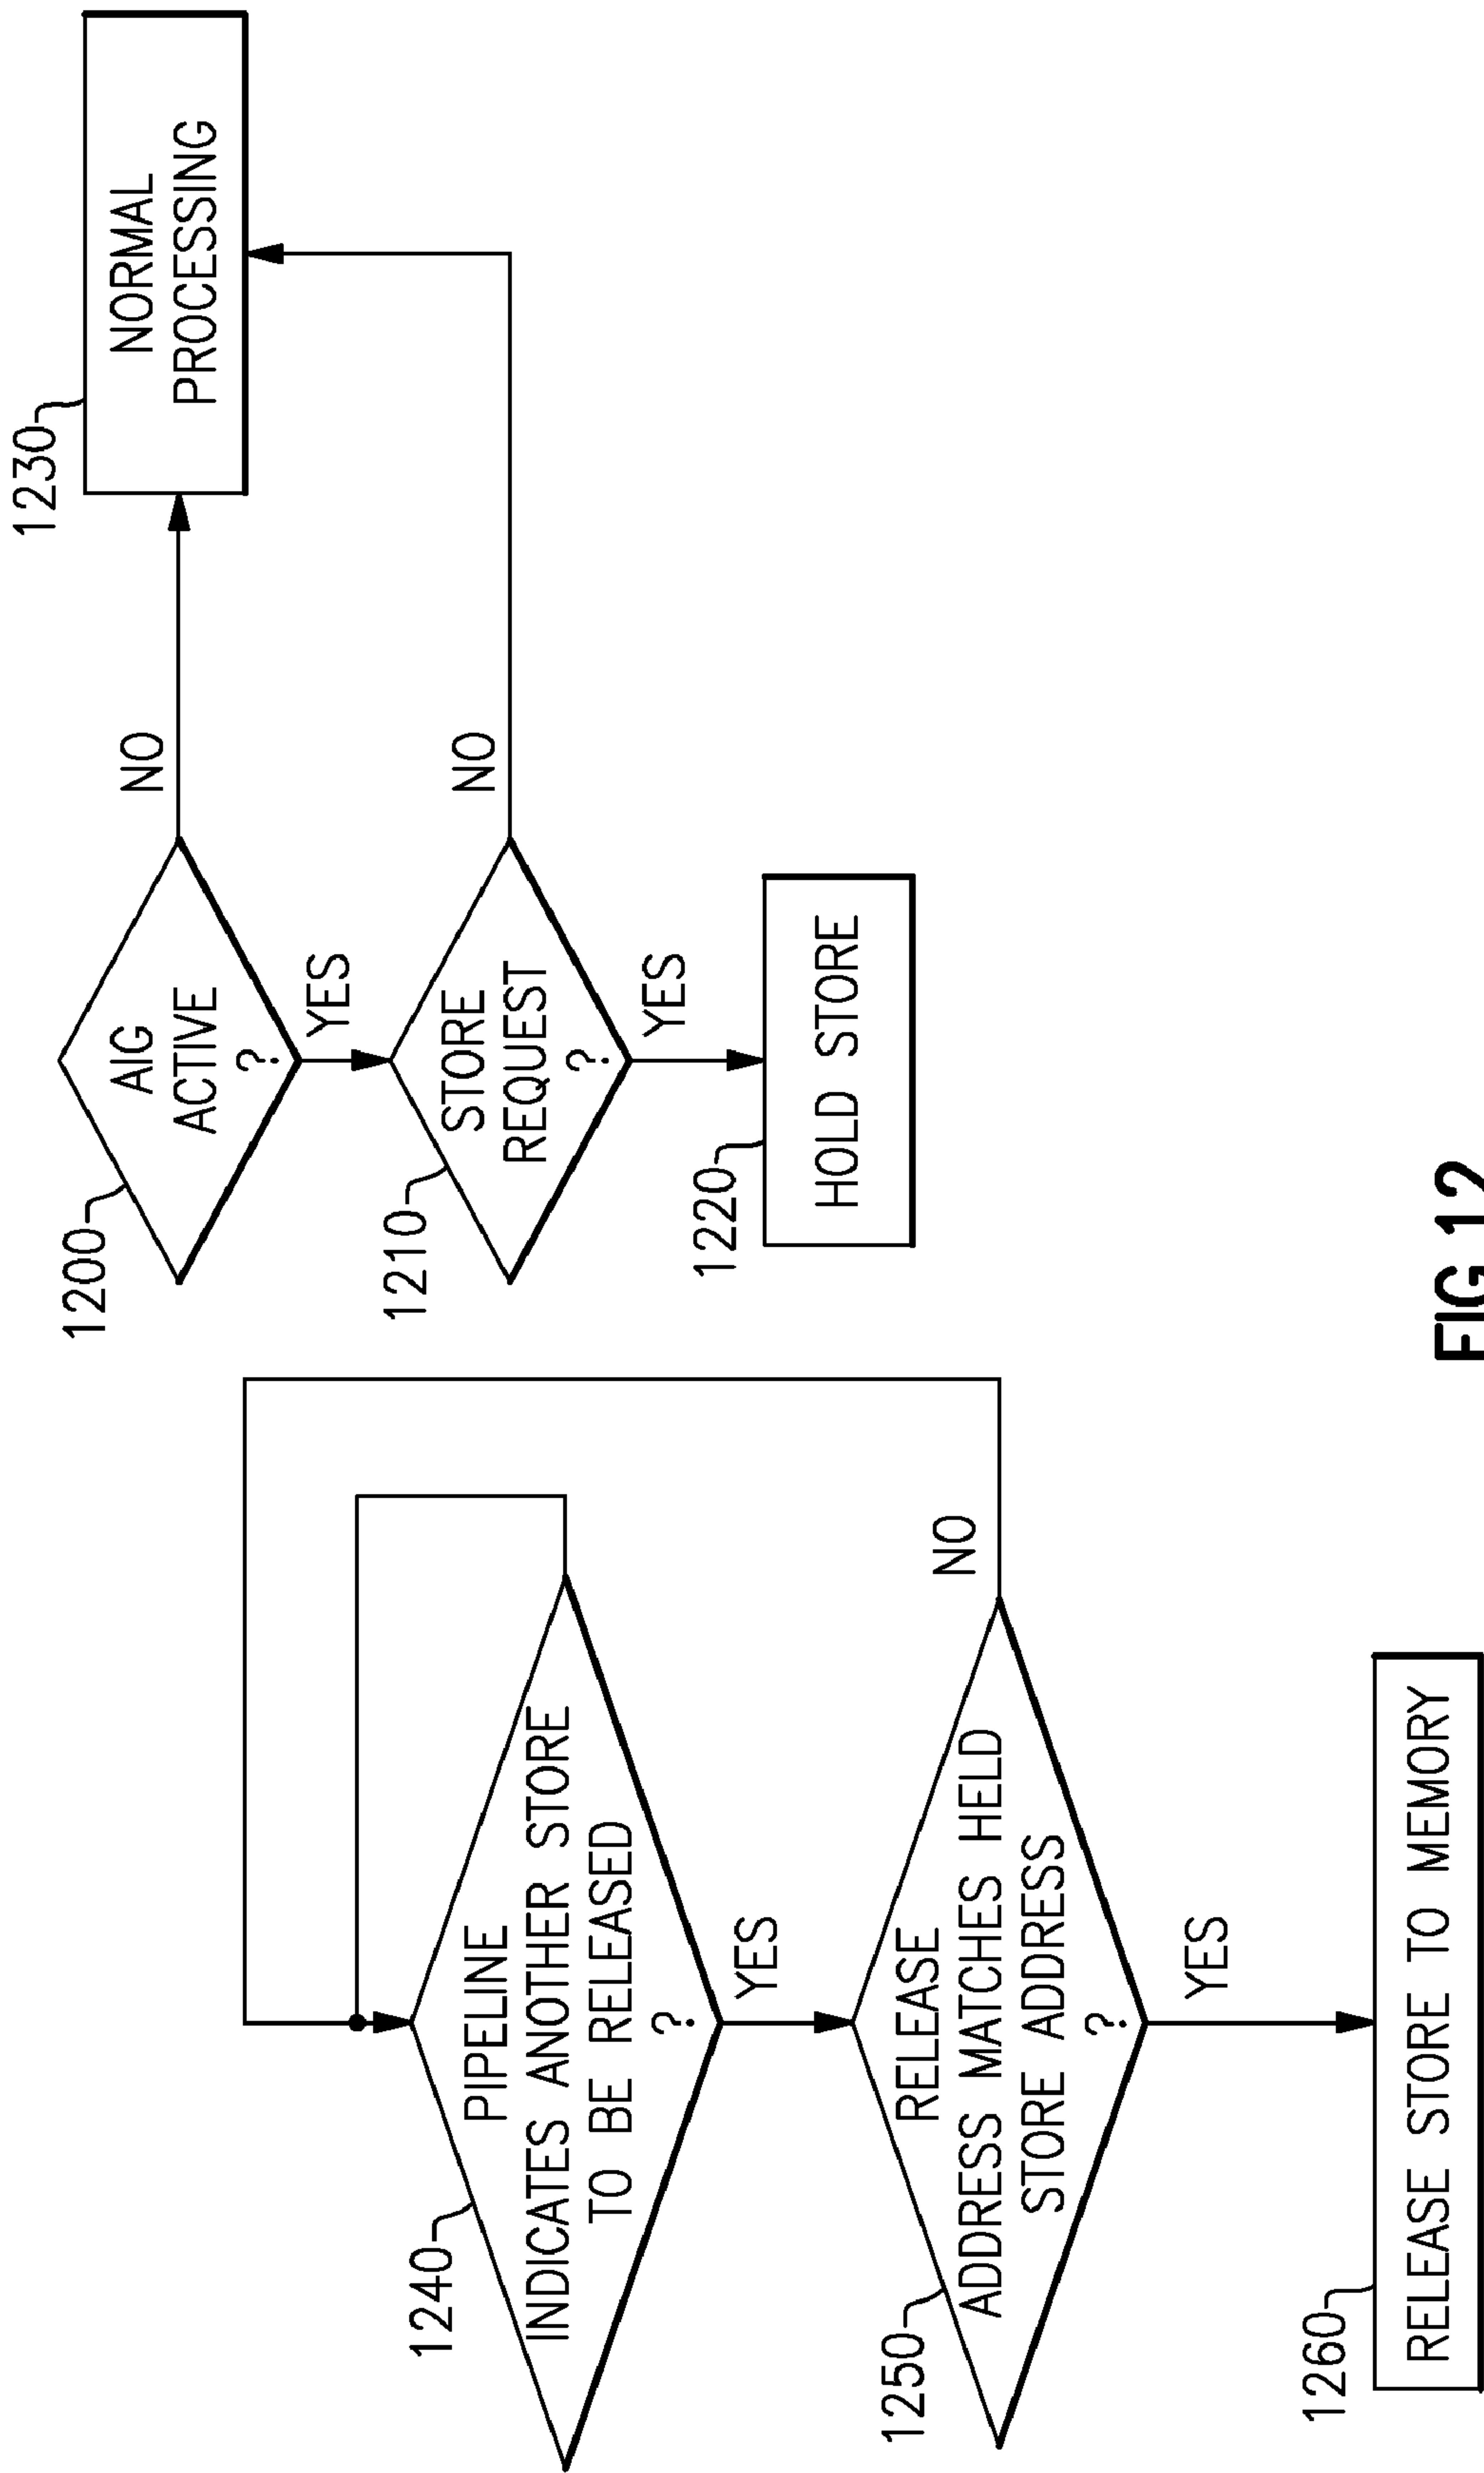 1240
PIPELINE
INDICATES ANOTHER STORE
TO BE RELEASED
?
YES
1250
RELEASE
ADDRESS MATCHES HELD
STORE ADDRESS
?
NO
YES
1260
RELEASE STORE TO MEMORY
1200
AIG
ACTIVE
?
NO
YES
1210
STORE
REQUEST
?
NO
YES
1220
HOLD STORE
1230
NORMAL
PROCESSING
FIG.12